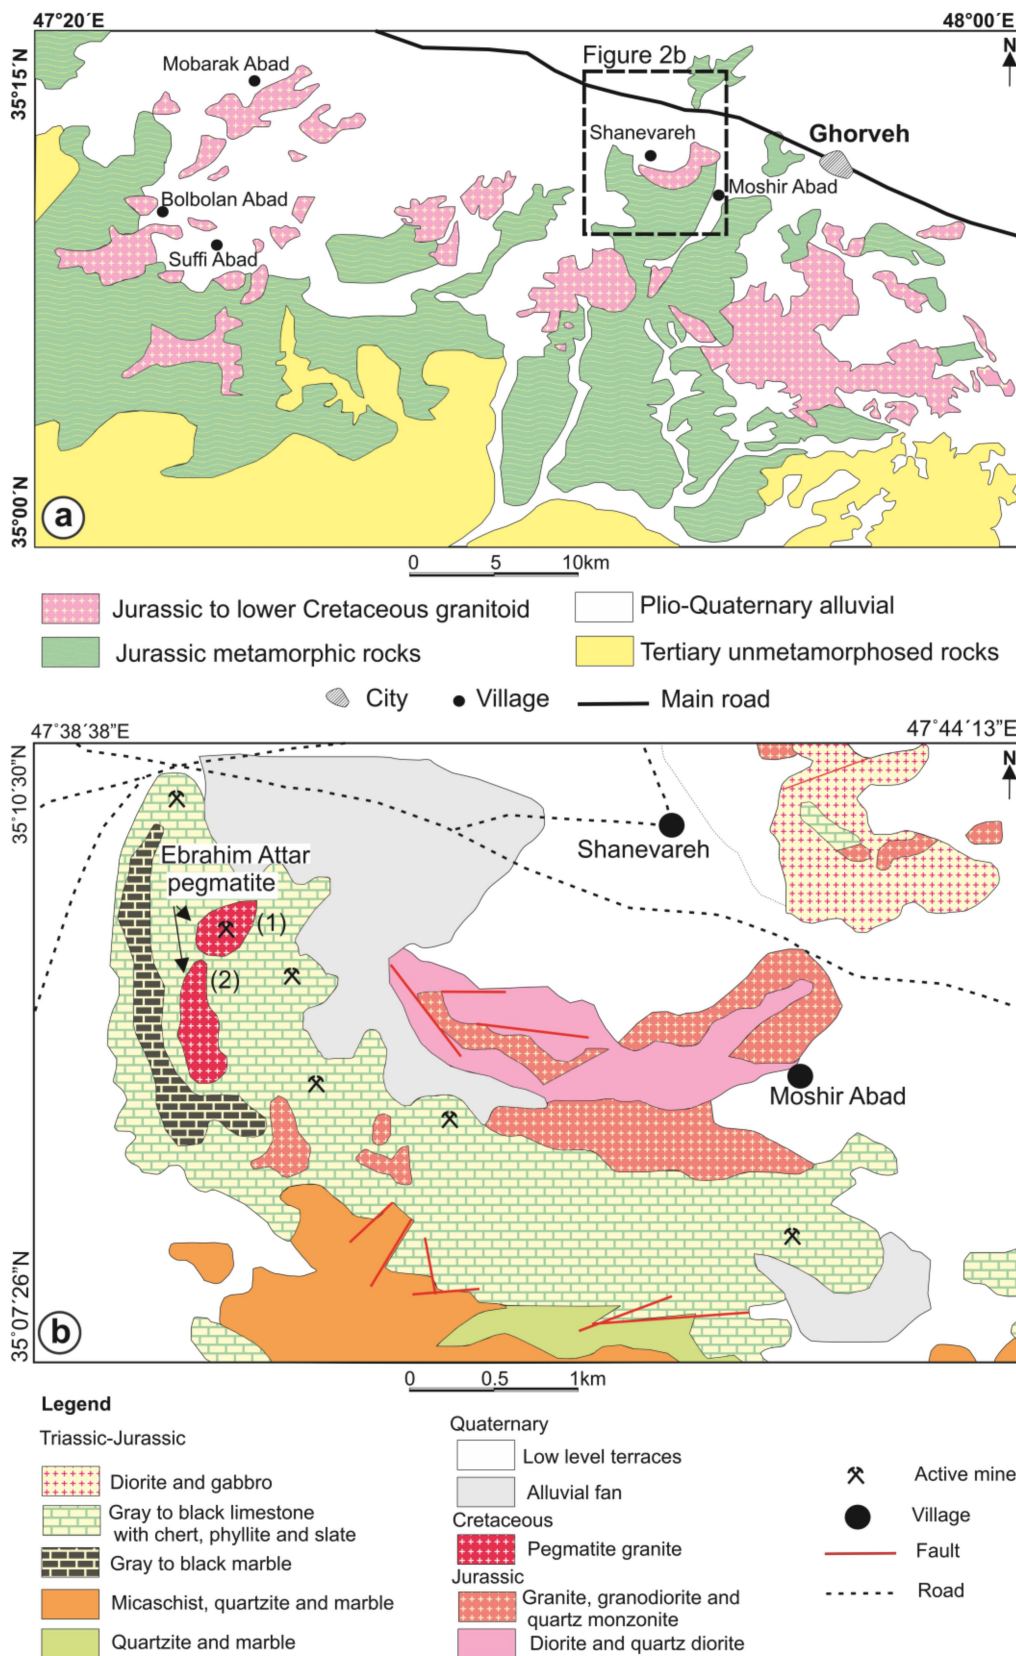 47°20´E
48°00´E
35°15´N
N
Figure 2b
Mobarak Abad
Shanevareh
Ghorveh
Moshir Abad
Bolbolan Abad
Suffi Abad
35°00´N
a
0 5 10km
Jurassic to lower Cretaceous granitoid
Plio-Quaternary alluvial
Jurassic metamorphic rocks
Tertiary unmetamorphosed rocks
City
Village
Main road
47˚38´38”E
47˚44´13”E
35˚10´30”N
N
Shanevareh
Ebrahim Attar
pegmatite
(1)
(2)
Moshir Abad
35˚07´26”N
b
0 0.5 1km
Legend
Triassic-Jurassic
Diorite and gabbro
Gray to black limestone
with chert, phyllite and slate
Gray to black marble
Micaschist, quartzite and marble
Quartzite and marble
Quaternary
Low level terraces
Alluvial fan
Cretaceous
Pegmatite granite
Jurassic
Granite, granodiorite and
quartz monzonite
Diorite and quartz diorite
Active mine
Village
Fault
Road